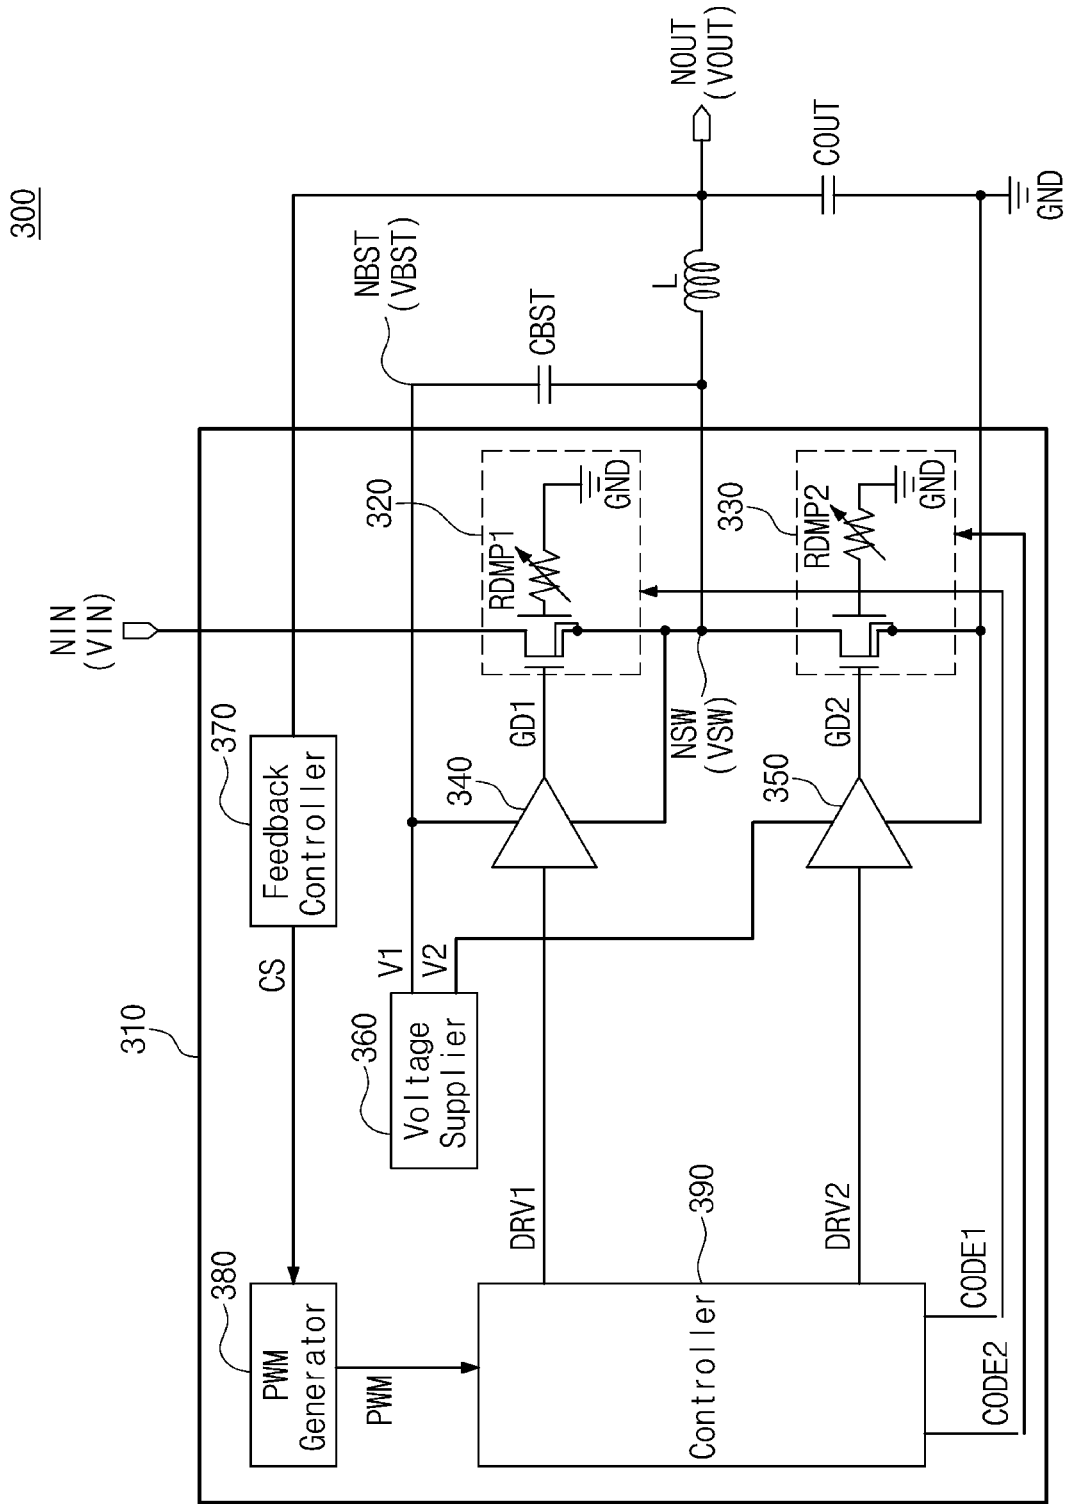 300
310
NIN
(VIN)
NOUT
(VOUT)
NBST
(VBST)
CBST
L
COUT
GND
380
PWM
Generator
CS
370
Feedback
Controller
PWM
360
Voltage
Supplier
V1
V2
340
GD1
320
RDMP1
GND
NSW
(VSW)
350
GD2
330
RDMP2
GND
390
Controller
DRV1
DRV2
CODE1
CODE2